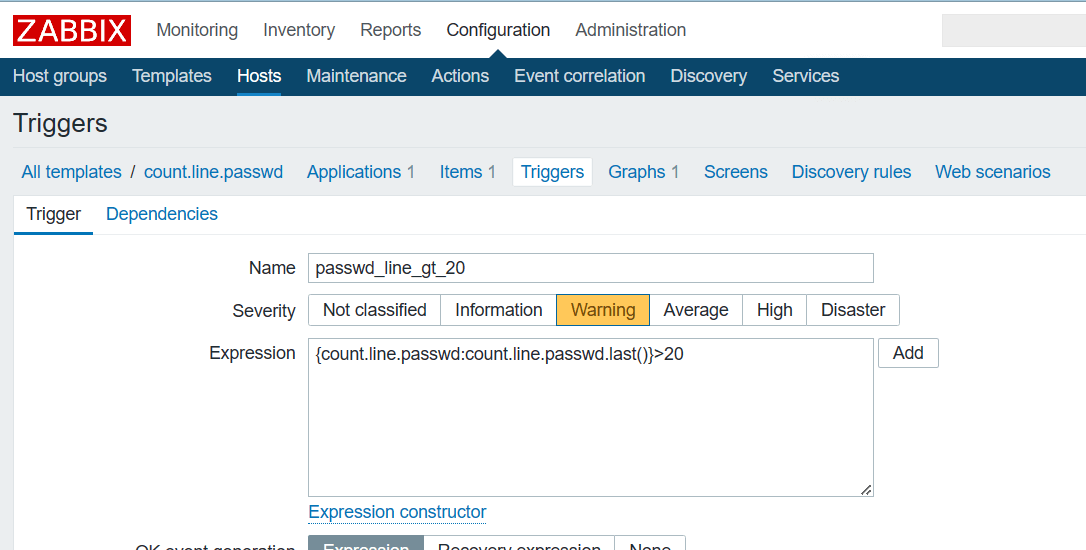 ZABBIX Monitoring Inventory Reports Configuration Administration
Host groups Templates Hosts Maintenance Actions Event correlation Discovery Services
Triggers
All templates / count.line.passwd Applications 1 Items 1 Triggers Graphs 1 Screens Discovery rules Web scenarios
Trigger Dependencies
Name passwd_line_gt_20
Severity Not classified Information Warning Average High Disaster
Expression {count.line.passwd:count.line.passwd.last()}>20 Add
Expression constructor
OK event generation Expression Recovery expression None